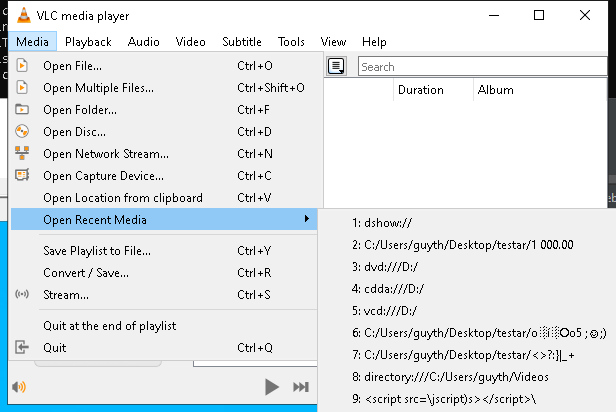 VLC media player
Media Playback Audio Video Subtitle Tools View Help
Open File... Ctrl+O
Search
Open Multiple Files... Ctrl+Shift+O
Duration Album
Open Folder... Ctrl+F
Open Disc... Ctrl+D
Open Network Stream... Ctrl+N
Open Capture Device... Ctrl+C
Open Location from clipboard Ctrl+V
Open Recent Media
1: dshow://
2: C:/Users/guyth/Desktop/testar/1 000.00
3: dvd:///D:/
4: cdda:///D:/
5: vcd:///D:/
6: C:/Users/guyth/Desktop/testar/o░i░Oo5 ;☺;)
7: C:/Users/guyth/Desktop/testar/<>?:}|_+
8: directory:///C:/Users/guyth/Videos
9: <script src=\jscript)s></script>\
Save Playlist to File... Ctrl+Y
Convert / Save... Ctrl+R
Stream... Ctrl+S
Quit at the end of playlist
Quit Ctrl+Q